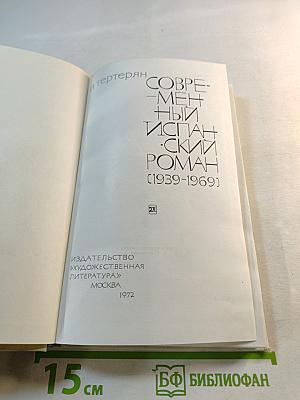 И тертерян
СОВРЕ-
-МЕН
НЫЙ
ИСПАН
-СКИЙ
РОМАН
(1939-1969)
ИЗДАТЕЛЬСТВО
«ХУДОЖЕСТВЕННАЯ
ЛИТЕРАТУРА»
МОСКВА
1972
15 см
БФ БИБЛИОФАН